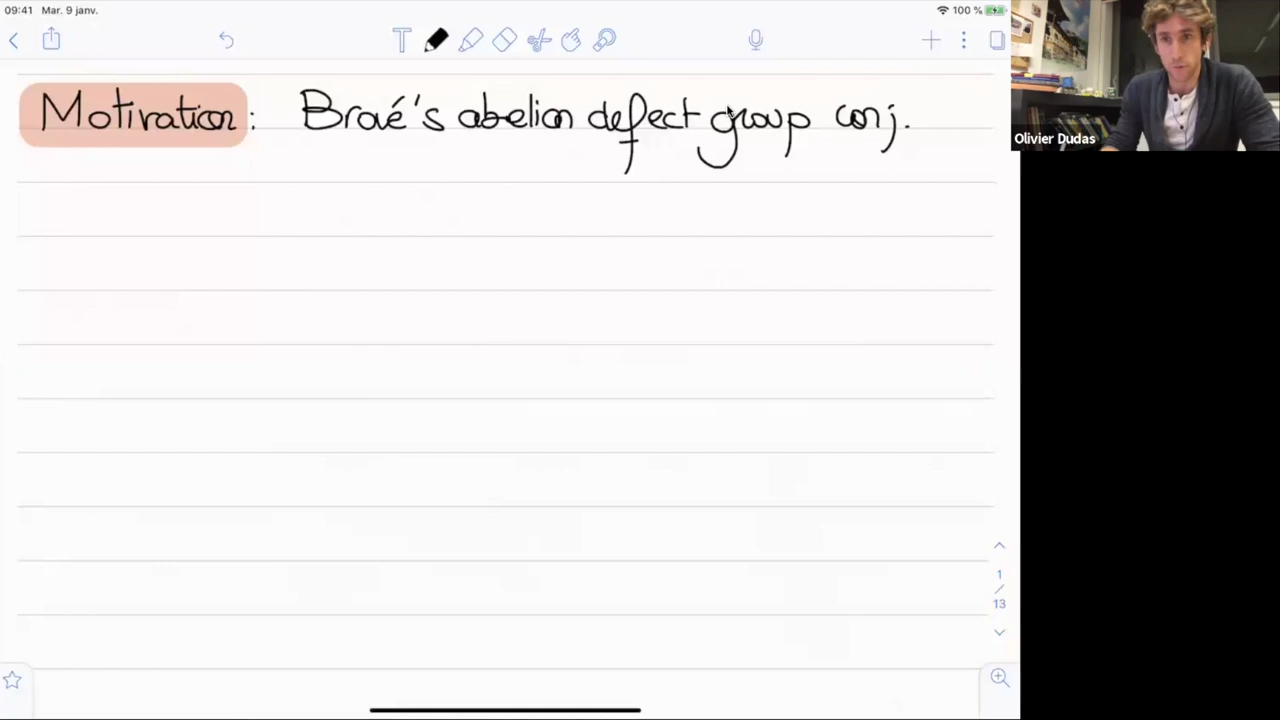 09:41 Mar. 9 janv.
100 %
Motivation : Broué's abelian defect group conj.
Olivier Dudas
1
/
13